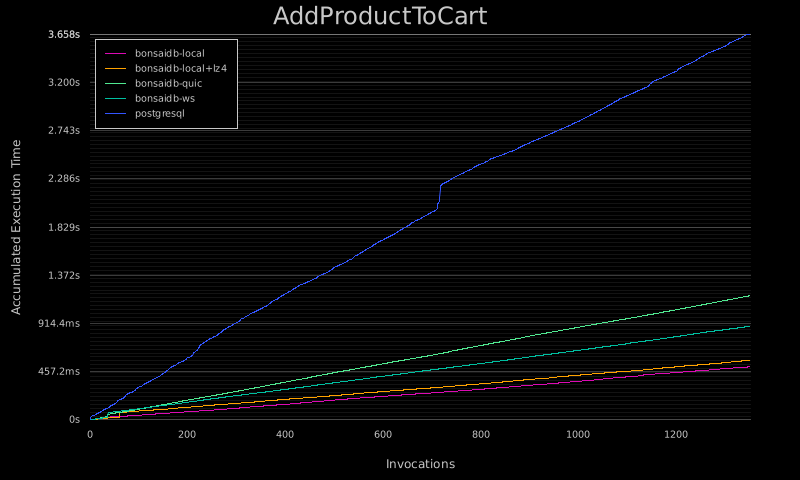 AddProductToCart
3.658s
3.200s
2.743s
2.286s
1.829s
1.372s
914.4ms
457.2ms
0s
Accumulated Execution Time
bonsaidb-local
bonsaidb-local+lz4
bonsaidb-quic
bonsaidb-ws
postgresql
0 200 400 600 800 1000 1200
Invocations